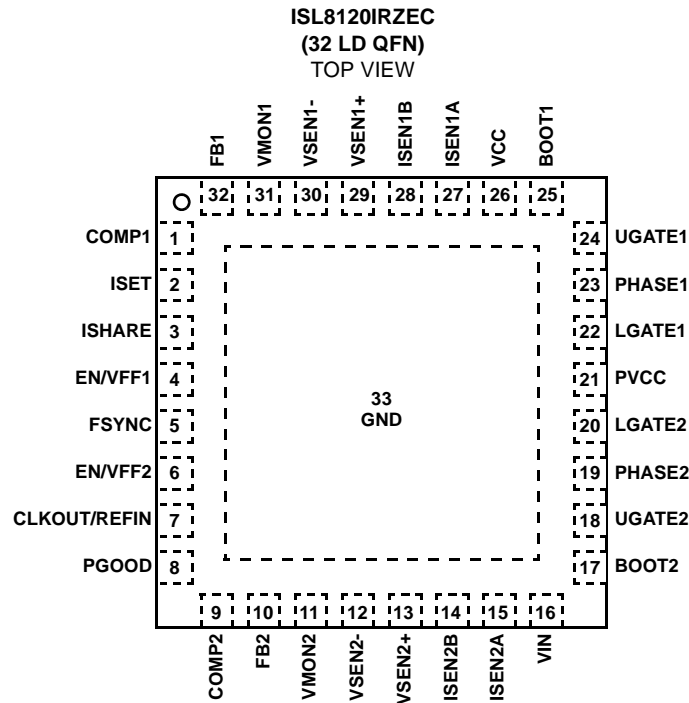 ISL8120IRZEC
(32 LD QFN)
TOP VIEW
FB1
VMON1
VSEN1-
VSEN1+
ISEN1B
ISEN1A
VCC
BOOT1
32 31 30 29 28 27 26 25
COMP1 1 24 UGATE1
ISET 2 23 PHASE1
ISHARE 3 22 LGATE1
EN/VFF1 4 21 PVCC
33
GND
FSYNC 5 20 LGATE2
EN/VFF2 6 19 PHASE2
CLKOUT/REFIN 7 18 UGATE2
PGOOD 8 17 BOOT2
9 10 11 12 13 14 15 16
COMP2
FB2
VMON2
VSEN2-
VSEN2+
ISEN2B
ISEN2A
VIN